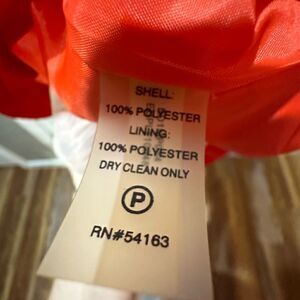 SHELL:
100% POLYESTER
LINING:
100% POLYESTER
DRY CLEAN ONLY
P
RN#54163